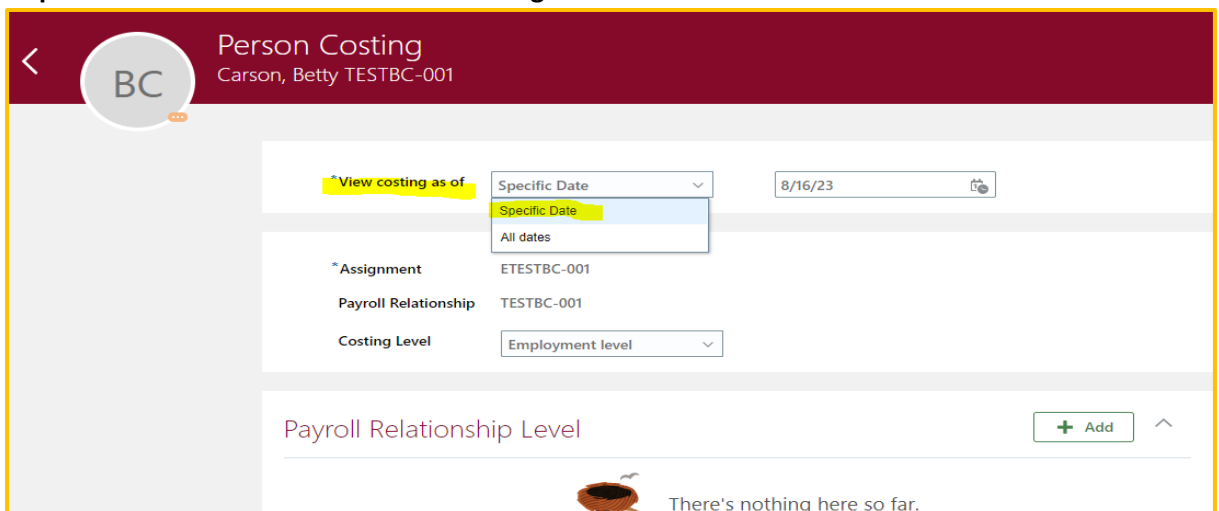 Person Costing
BC
Carson, Betty TESTBC-001
*View costing as of
Specific Date
8/16/23
Specific Date
All dates
*Assignment
ETESTBC-001
Payroll Relationship
TESTBC-001
Costing Level
Employment level
Payroll Relationship Level
+ Add
There's nothing here so far.